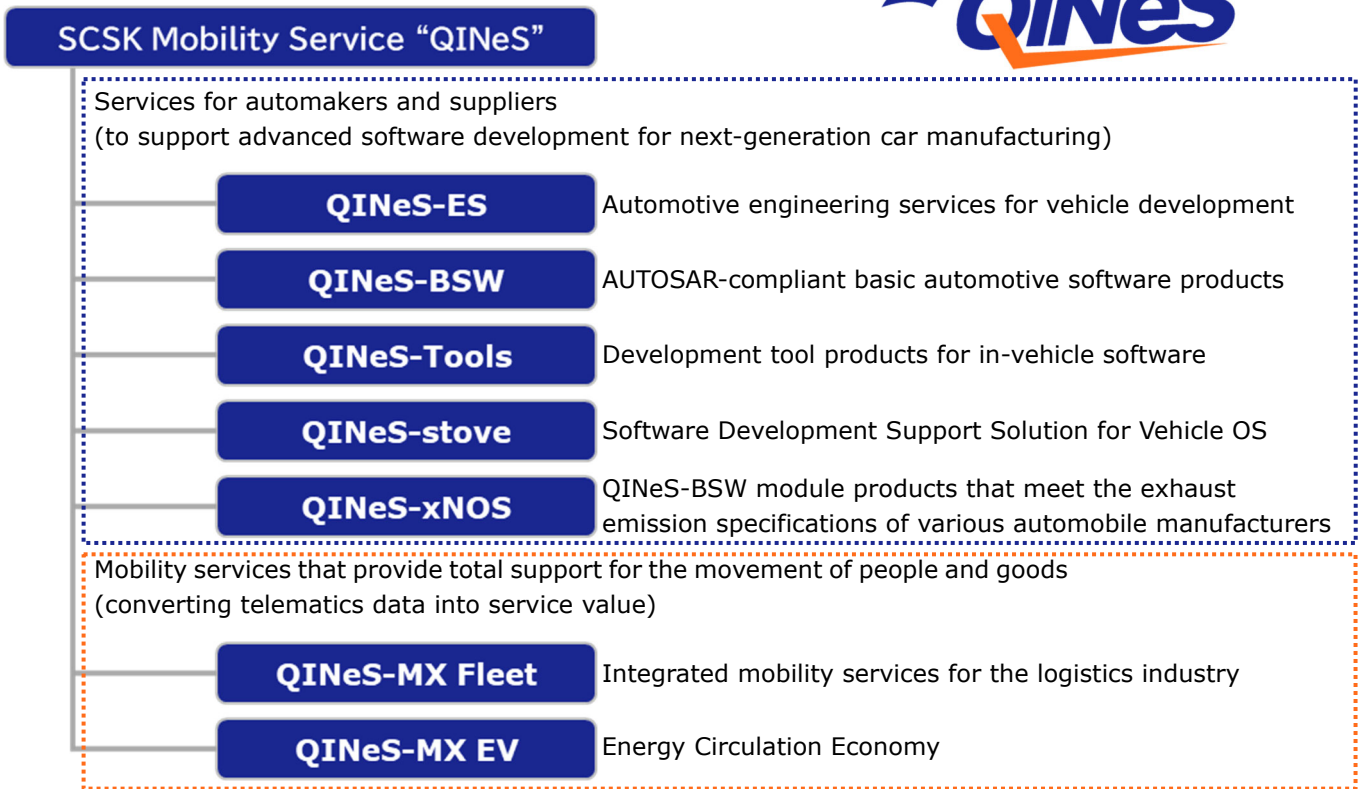 SCSK Mobility Service “QINeS”
QINeS
Services for automakers and suppliers
(to support advanced software development for next-generation car manufacturing)
QINeS-ES
Automotive engineering services for vehicle development
QINeS-BSW
AUTOSAR-compliant basic automotive software products
QINeS-Tools
Development tool products for in-vehicle software
QINeS-stove
Software Development Support Solution for Vehicle OS
QINeS-xNOS
QINeS-BSW module products that meet the exhaust
emission specifications of various automobile manufacturers
Mobility services that provide total support for the movement of people and goods
(converting telematics data into service value)
QINeS-MX Fleet
Integrated mobility services for the logistics industry
QINeS-MX EV
Energy Circulation Economy